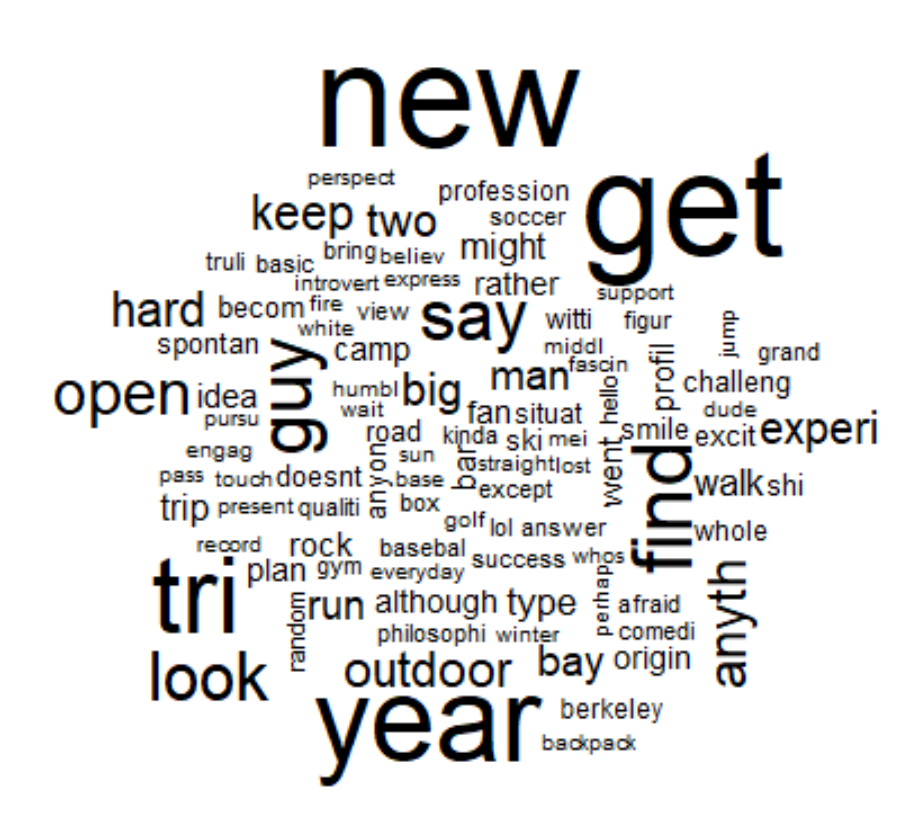 new
get
perspect
profession
keep
two
soccer
might
bring
believ
truli
basic
introvert
express
rather
support
hard
becom
fire
view
say
witti
figur
jump
white
spontan
guy
camp
middl
fascin
profil
grand
open
idea
humbl
big
man
hello
challeng
pursu
wait
fan
situat
dude
road
kinda
ski
mei
went
smile
excit
experi
engag
anyon
sun
bar
straight
lost
find
pass
touch
doesnt
base
except
walk
shi
trip
present
qualiti
box
golf
lol
answer
whole
record
rock
basebal
success
whos
tri
plan
gym
everyday
perhaps
anyth
random
run
although
type
afraid
philosophi
winter
comedi
look
outdoor
bay
origin
year
berkeley
backpack